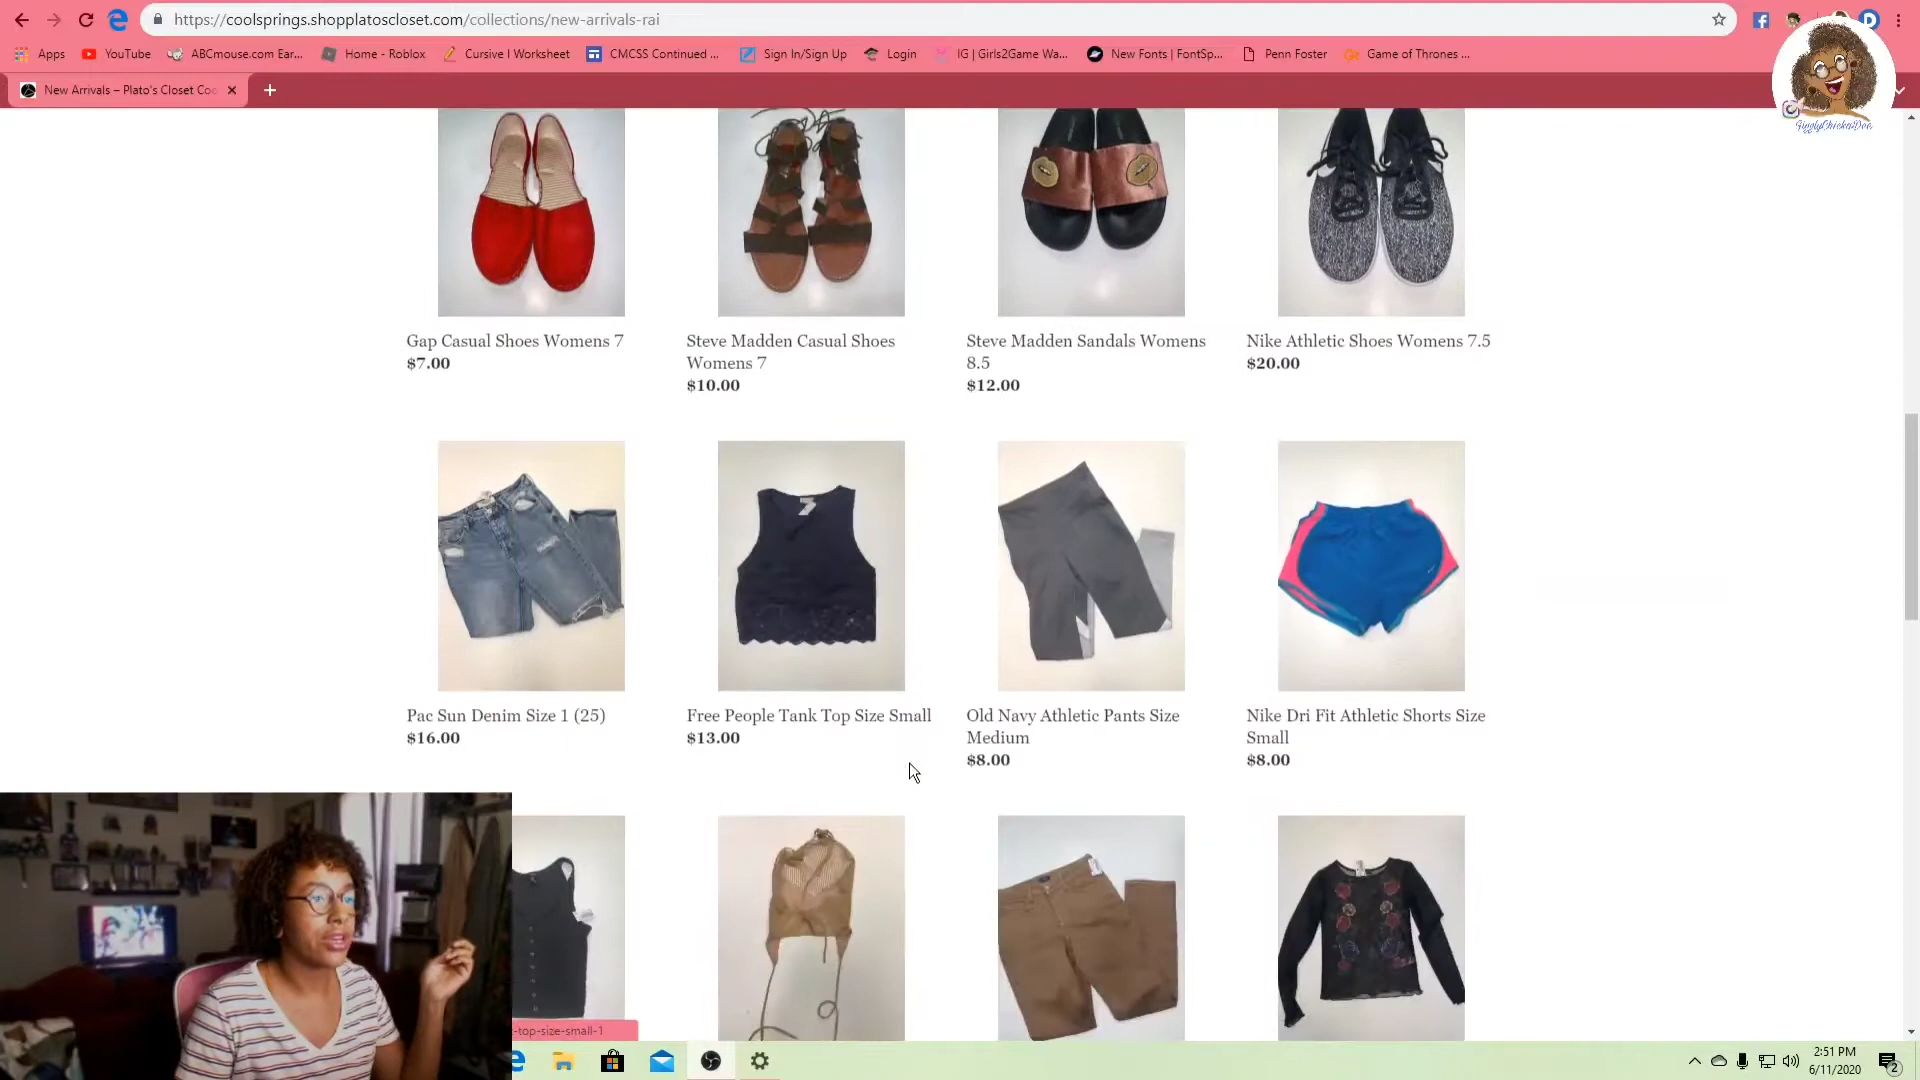 https://coolsprings.shopplatoscloset.com/collections/new-arrivals-rai
Apps
YouTube
ABCmouse.com Ear...
Home - Roblox
Cursive I Worksheet
CMCSS Continued ...
Sign In/Sign Up
Login
IG | Girls2Game Wa...
New Fonts | FontSp...
Penn Foster
Game of Thrones ...
New Arrivals – Plato's Closet Coo
Gap Casual Shoes Womens 7
$7.00
Steve Madden Casual Shoes
Womens 7
$10.00
Steve Madden Sandals Womens
8.5
$12.00
Nike Athletic Shoes Womens 7.5
$20.00
Pac Sun Denim Size 1 (25)
$16.00
Free People Tank Top Size Small
$13.00
Old Navy Athletic Pants Size
Medium
$8.00
Nike Dri Fit Athletic Shorts Size
Small
$8.00
-top-size-small-1
2:51 PM
6/11/2020
2